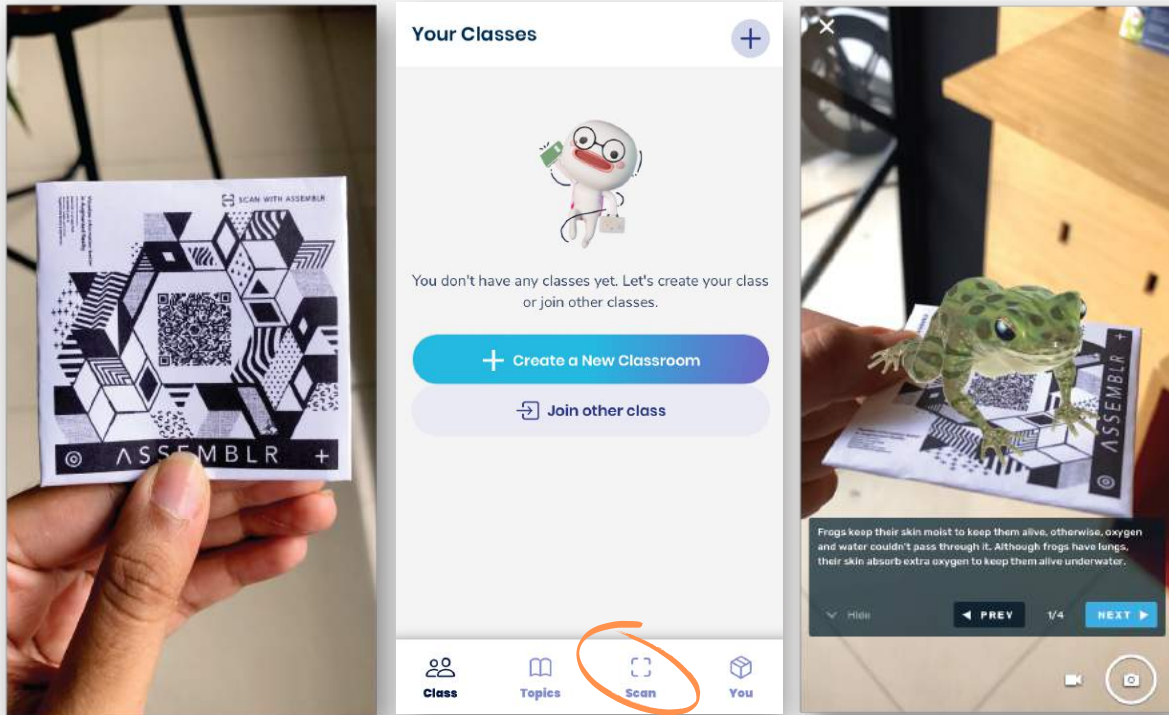 SCAN WITH ASSEMBLR
ASSEMBLR
Your Classes
You don't have any classes yet. Let's create your class
or join other classes.
Create a New Classroom
Join other class
Class
Topics
Scan
You
ASSEMBLR
Frogs keep their skin moist to keep them alive, otherwise, oxygen
and water couldn't pass through it. Although frogs have lungs,
their skin absorb extra oxygen to keep them alive underwater.
Hide
PREV
1/4
NEXT